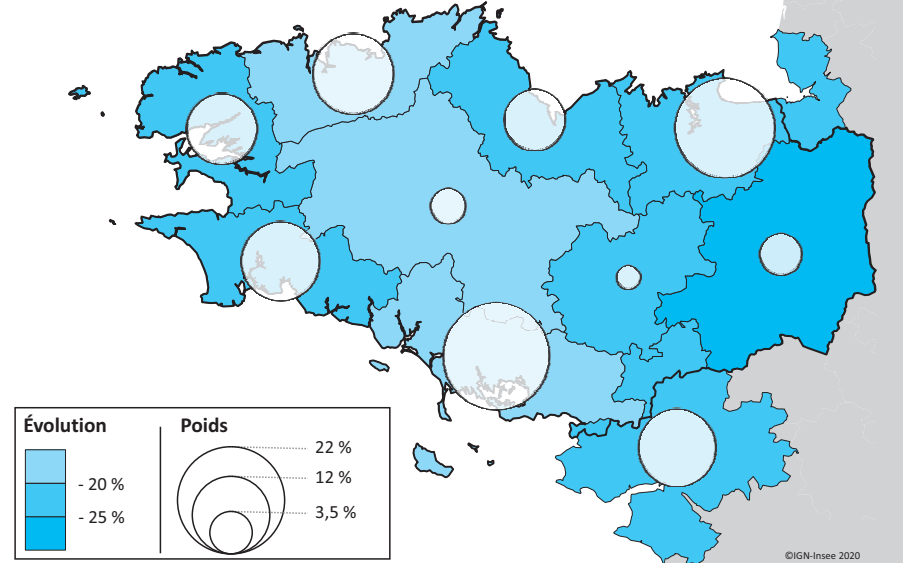 Évolution
- 20 %
- 25 %
Poids
22 %
12 %
3,5 %
©IGN-Insee 2020